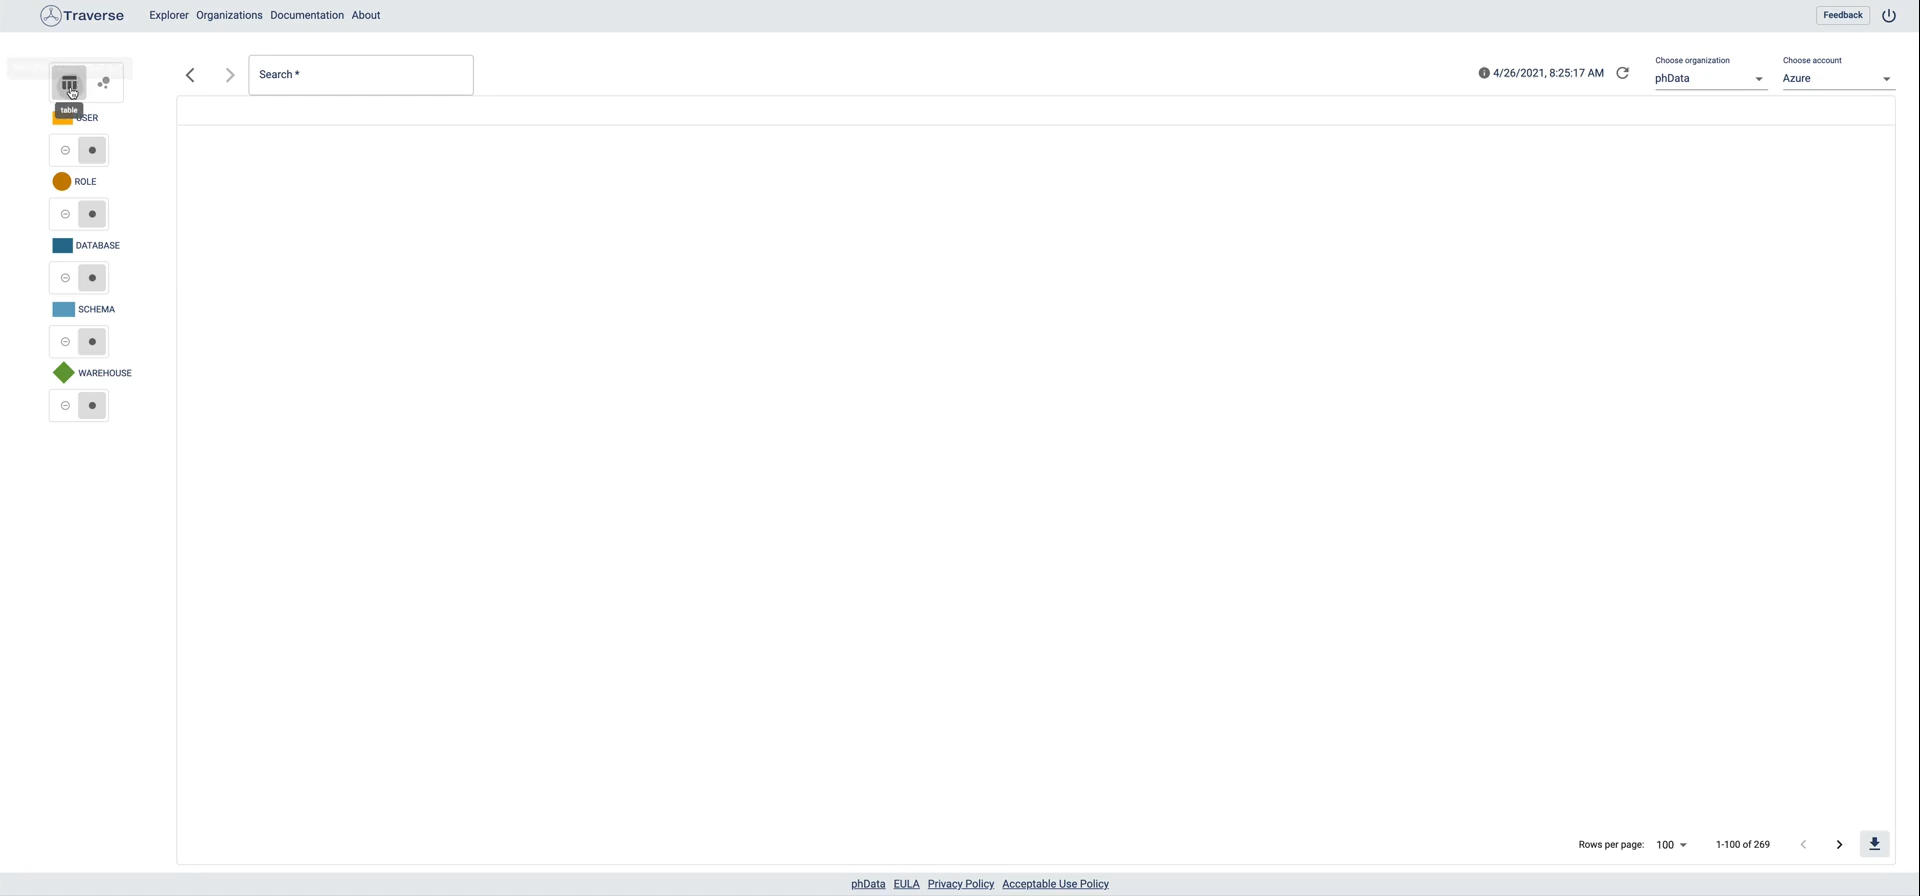 Traverse
Explorer Organizations Documentation About
Feedback
Search *
4/26/2021, 8:25:17 AM
Choose organization
phData
Choose account
Azure
table
USER
ROLE
DATABASE
SCHEMA
WAREHOUSE
Rows per page: 100 1-100 of 269
phData EULA Privacy Policy Acceptable Use Policy